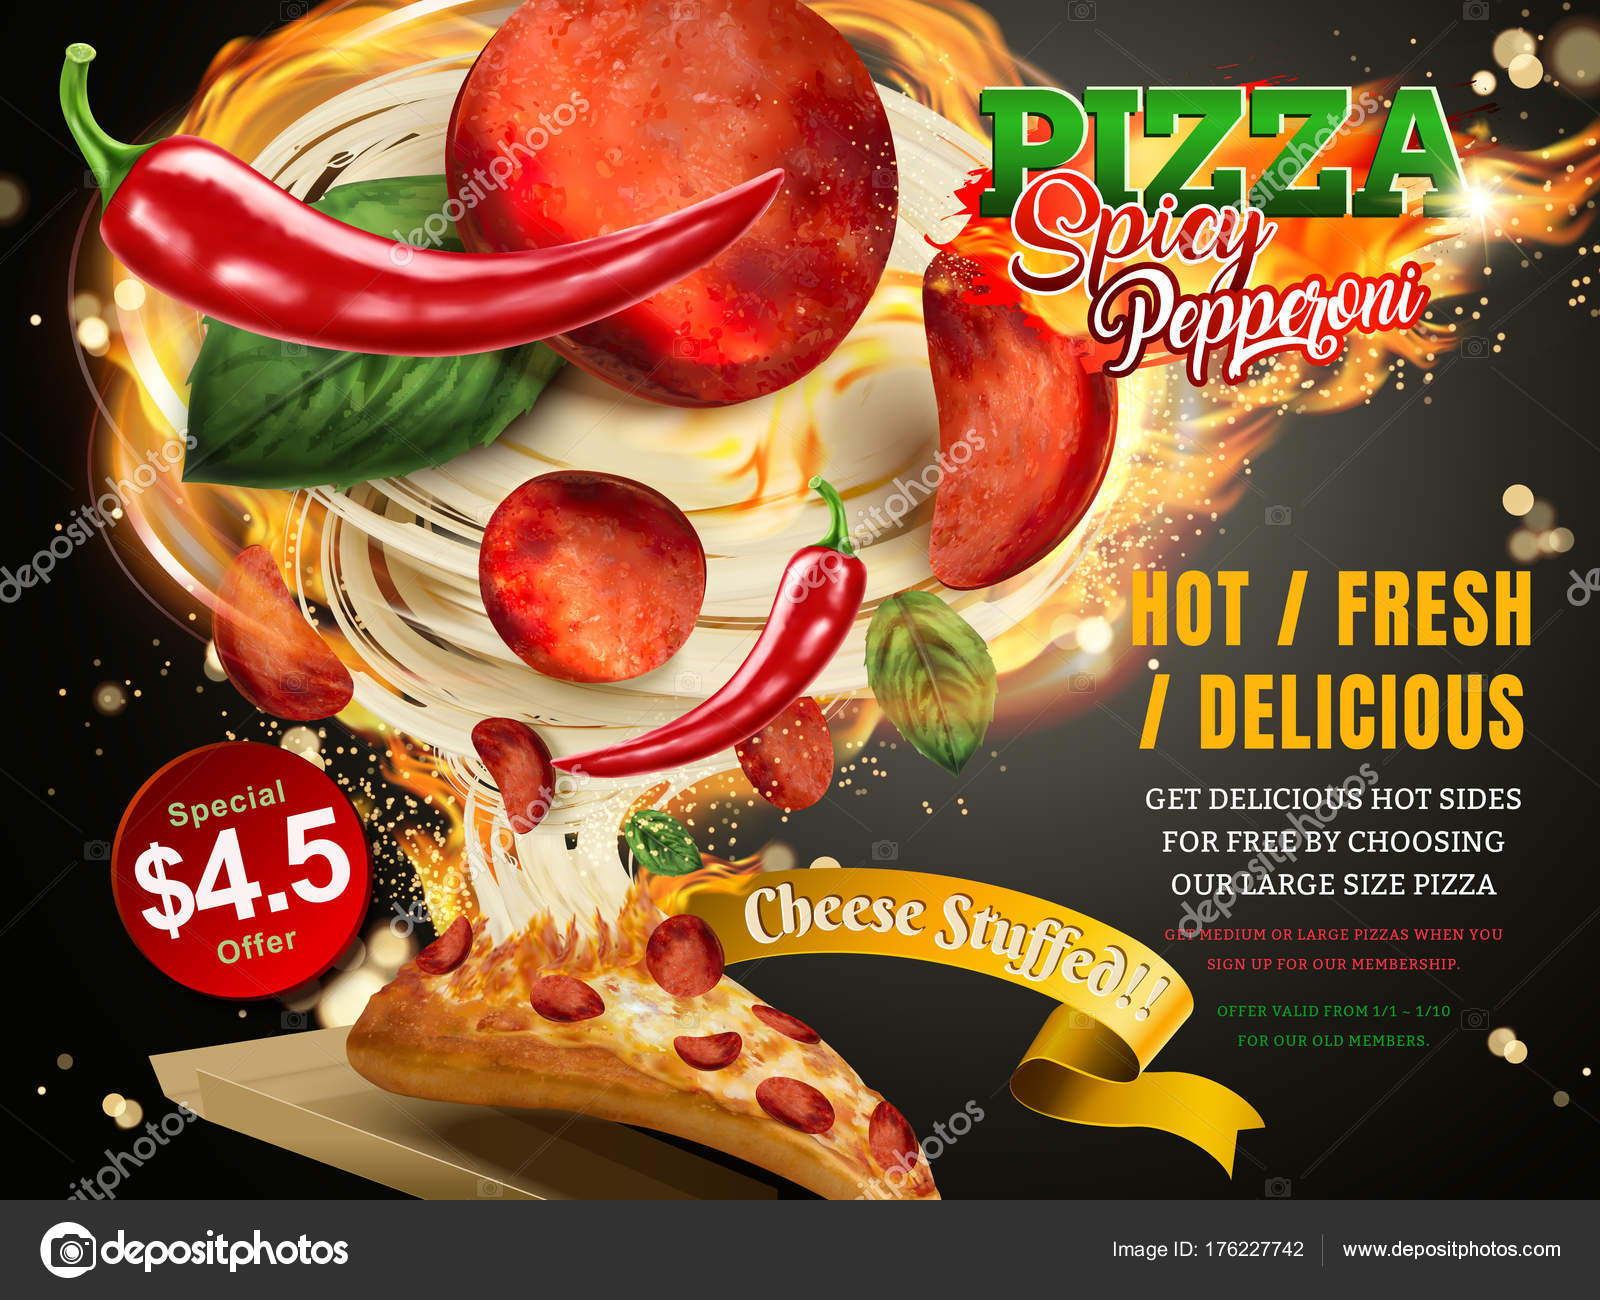 PIZZA
Spicy
Pepperoni
HOT / FRESH
/ DELICIOUS
GET DELICIOUS HOT SIDES
FOR FREE BY CHOOSING
OUR LARGE SIZE PIZZA
GET MEDIUM OR LARGE PIZZAS WHEN YOU
SIGN UP FOR OUR MEMBERSHIP.
OFFER VALID FROM 1/1 ~ 1/10
FOR OUR OLD MEMBERS.
Special
$4.5
Offer
Cheese Stuffed!!
depositphotos
Image ID: 176227742
www.depositphotos.com